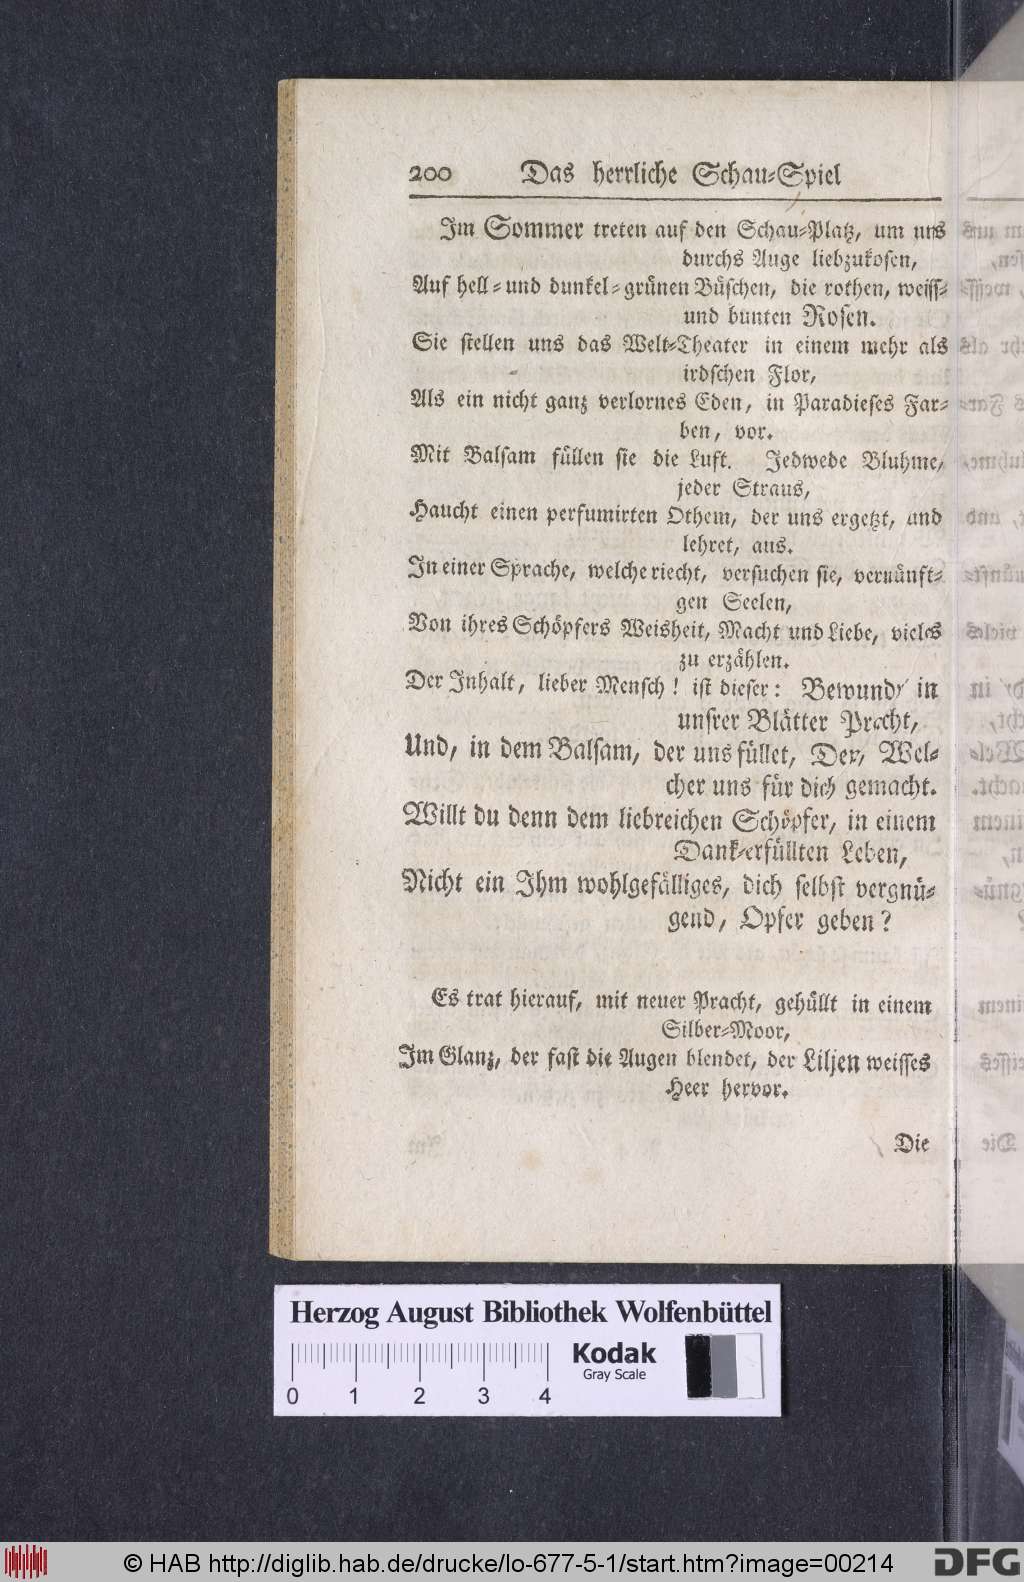 200 Das herrliche Schau-Spiel
Im Sommer treten auf den Schau-Platz, um uns
durchs Auge liebzukosen,
Auf hell- und dunkel-grünen Büschen, die rothen, weiss-
und bunten Rosen.
Sie stellen uns das Welt-Theater in einem mehr als
irdschen Flor,
Als ein nicht ganz verlornes Eden, in Paradieses Far-
ben, vor.
Mit Balsam füllen sie die Luft. Jedwede Bluhme,
jeder Straus,
Haucht einen perfumirten Othem, der uns ergetzt, und
lehret, aus.
In einer Sprache, welche riecht, versuchen sie, vernünft-
gen Seelen,
Von ihres Schöpfers Weisheit, Macht und Liebe, vieles
zu erzählen.
Der Inhalt, lieber Mensch! ist dieser: Bewundr' in
unsrer Blätter Pracht,
Und, in dem Balsam, der uns füllet, Den, Wel-
cher uns für dich gemacht.
Willt du denn dem liebreichen Schöpfer, in einem
Dank-erfüllten Leben,
Nicht ein Ihm wohlgefälliges, dich selbst vergnü-
gend, Opfer geben?
Es trat hierauf, mit neuer Pracht, gehüllt in einem
Silber-Moor,
Im Glanz, der fast die Augen blendet, der Liljen weisses
Heer hervor.
Die
Herzog August Bibliothek Wolfenbüttel
Kodak
Gray Scale
0 1 2 3 4
© HAB http://diglib.hab.de/drucke/lo-677-5-1/start.htm?image=00214
DFG